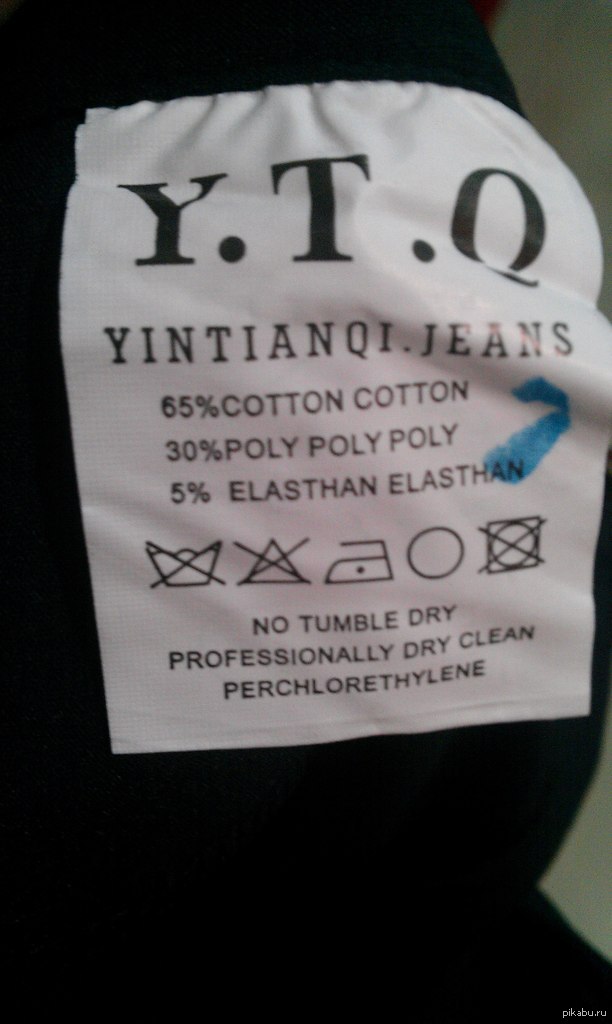 Y.T.Q
YINTIANQI.JEANS
65%COTTON COTTON
30%POLY POLY POLY
5% ELASTHAN ELASTHAN
NO TUMBLE DRY
PROFESSIONALLY DRY CLEAN
PERCHLORETHYLENE
pikabu.ru